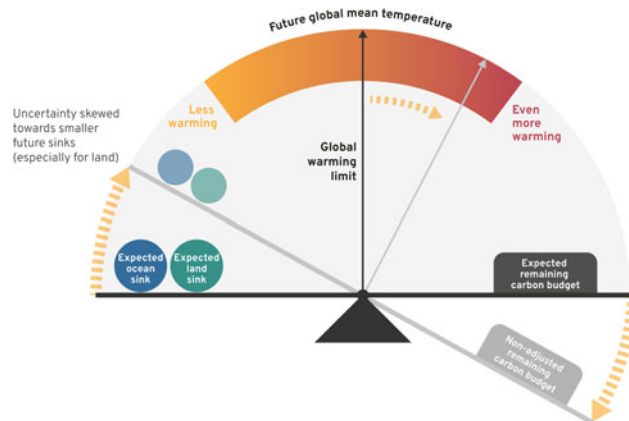 Future global mean temperature
Uncertainty skewed
towards smaller
future sinks
(especially for land)
Less
warming
Even
more
warming
Global
warming
limit
Expected
ocean
sink
Expected
land
sink
Expected
remaining
carbon budget
Non-adjusted
remaining
carbon budget